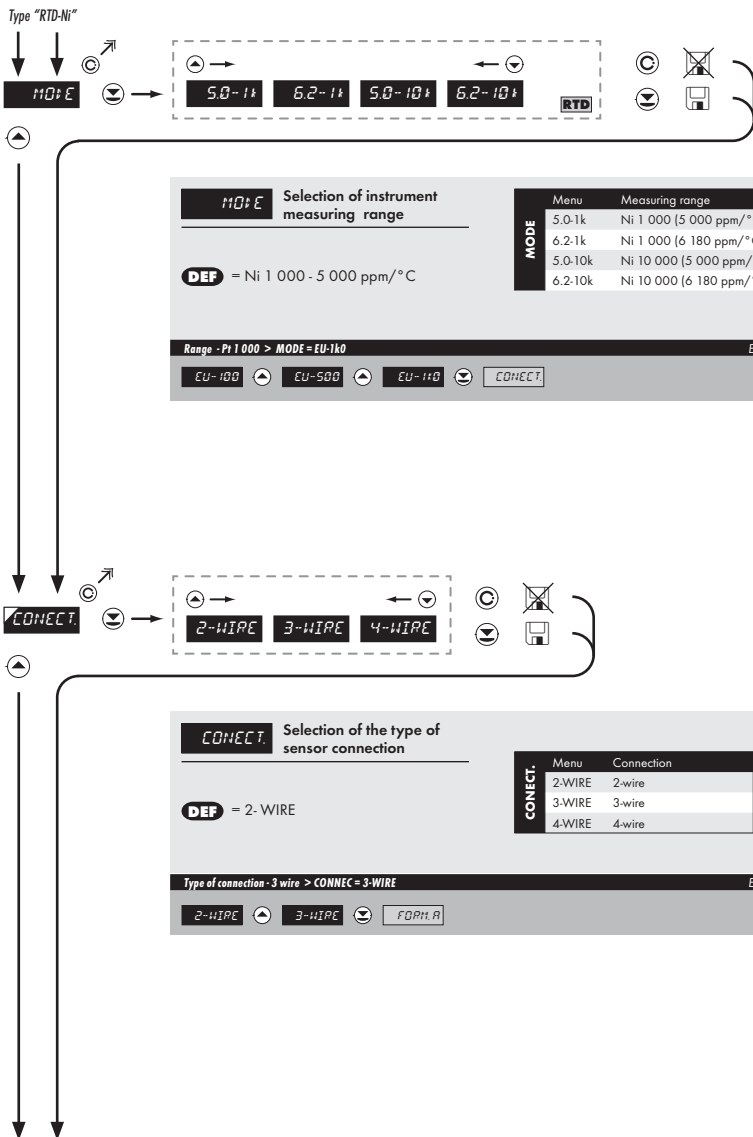 Type “RTD-Ni”
MODE
5.0-1k 6.2-1k 5.0-10k 6.2-10k
RTD
MODE
Selection of instrument
measuring range
DEF = Ni 1 000 - 5 000 ppm/°C
MODE
Menu Measuring range
5.0-1k Ni 1 000 (5 000 ppm/°
6.2-1k Ni 1 000 (6 180 ppm/°
5.0-10k Ni 10 000 (5 000 ppm/
6.2-10k Ni 10 000 (6 180 ppm/
Range - Pt 1 000 > MODE = EU-1k0
EU-100 EU-500 EU-1k0 CONECT.
CONECT.
2-WIRE 3-WIRE 4-WIRE
CONECT.
Selection of the type of
sensor connection
DEF = 2- WIRE
CONECT.
Menu Connection
2-WIRE 2-wire
3-WIRE 3-wire
4-WIRE 4-wire
Type of connection - 3 wire > CONNEC = 3-WIRE
2-WIRE 3-WIRE FORM. A